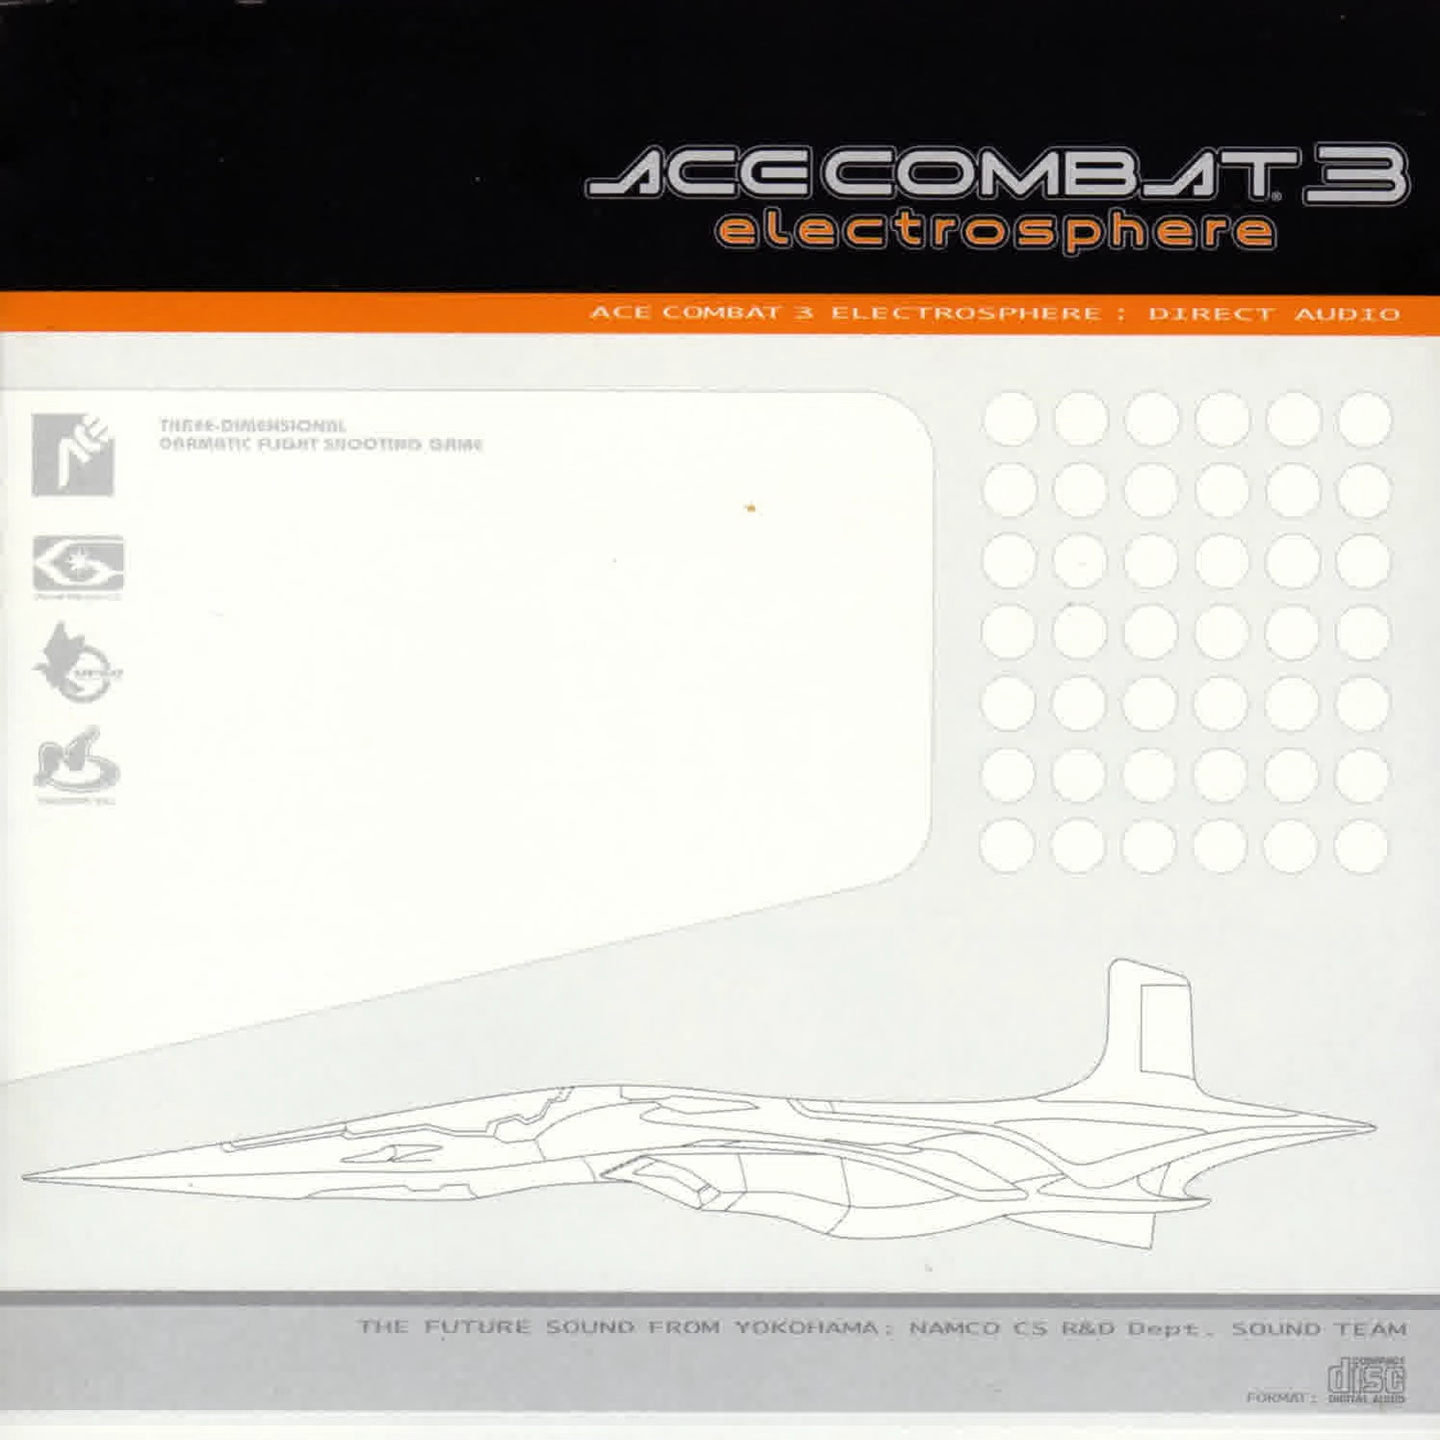 ACE COMBAT 3
electrosphere
ACE COMBAT 3 ELECTROSPHERE : DIRECT AUDIO
THREE-DIMENSIONAL
DARMATIC FLIGHT SHOOTING GAME
THE FUTURE SOUND FROM YOKOHAMA: NAMCO CS R&D Dept. SOUND TEAM
FORMAT:
COMPACT
disc
DIGITAL AUDIO